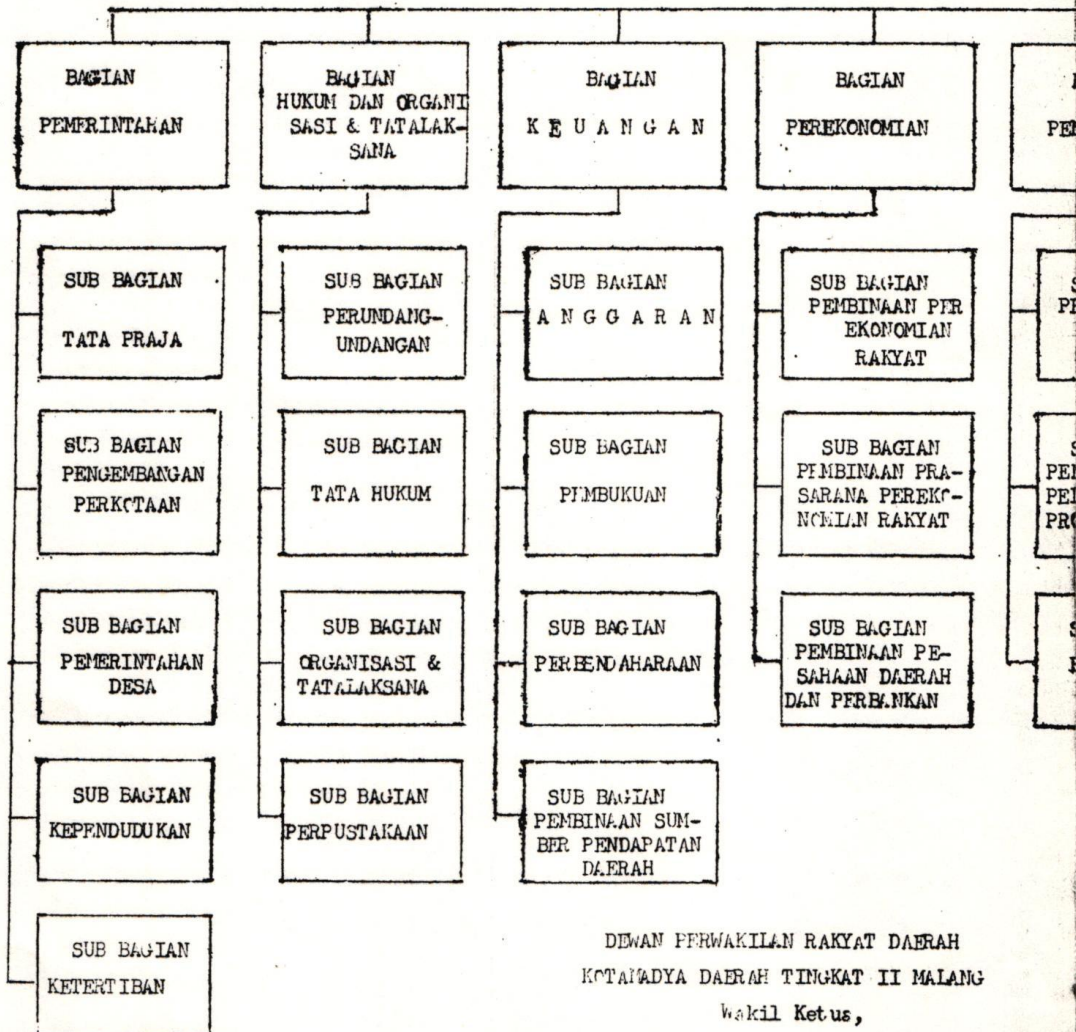 BAGIAN
PEMERINTAHAN
BAGIAN
HUKUM DAN ORGANI
SASI & TATALAK-
SANA
BAGIAN
K E U A N G A N
BAGIAN
PEREKONOMIAN
SUB BAGIAN
TATA PRAJA
SUB BAGIAN
PENGEMBANGAN
PERKOTAAN
SUB BAGIAN
PEMERINTAHAN
DESA
SUB BAGIAN
KEPENDUDUKAN
SUB BAGIAN
KETERTIBAN
SUB BAGIAN
PERUNDANG-
UNDANGAN
SUB BAGIAN
TATA HUKUM
SUB BAGIAN
ORGANISASI &
TATALAKSANA
SUB BAGIAN
PERPUSTAKAAN
SUB BAGIAN
A N G G A R A N
SUB BAGIAN
PEMBUKUAN
SUB BAGIAN
PERBENDAHARAAN
SUB BAGIAN
PEMBINAAN SUM-
BER PENDAPATAN
DAERAH
SUB BAGIAN
PEMBINAAN PER
EKONOMIAN
RAKYAT
SUB BAGIAN
PEMBINAAN PRA-
SARANA PEREKO-
NOMIAN RAKYAT
SUB BAGIAN
PEMBINAAN PE-
SAHAAN DAERAH
DAN PERBANKAN
DEWAN PERWAKILAN RAKYAT DAERAH
KOTAMADYA DAERAH TINGKAT II MALANG
Wakil Ketua,